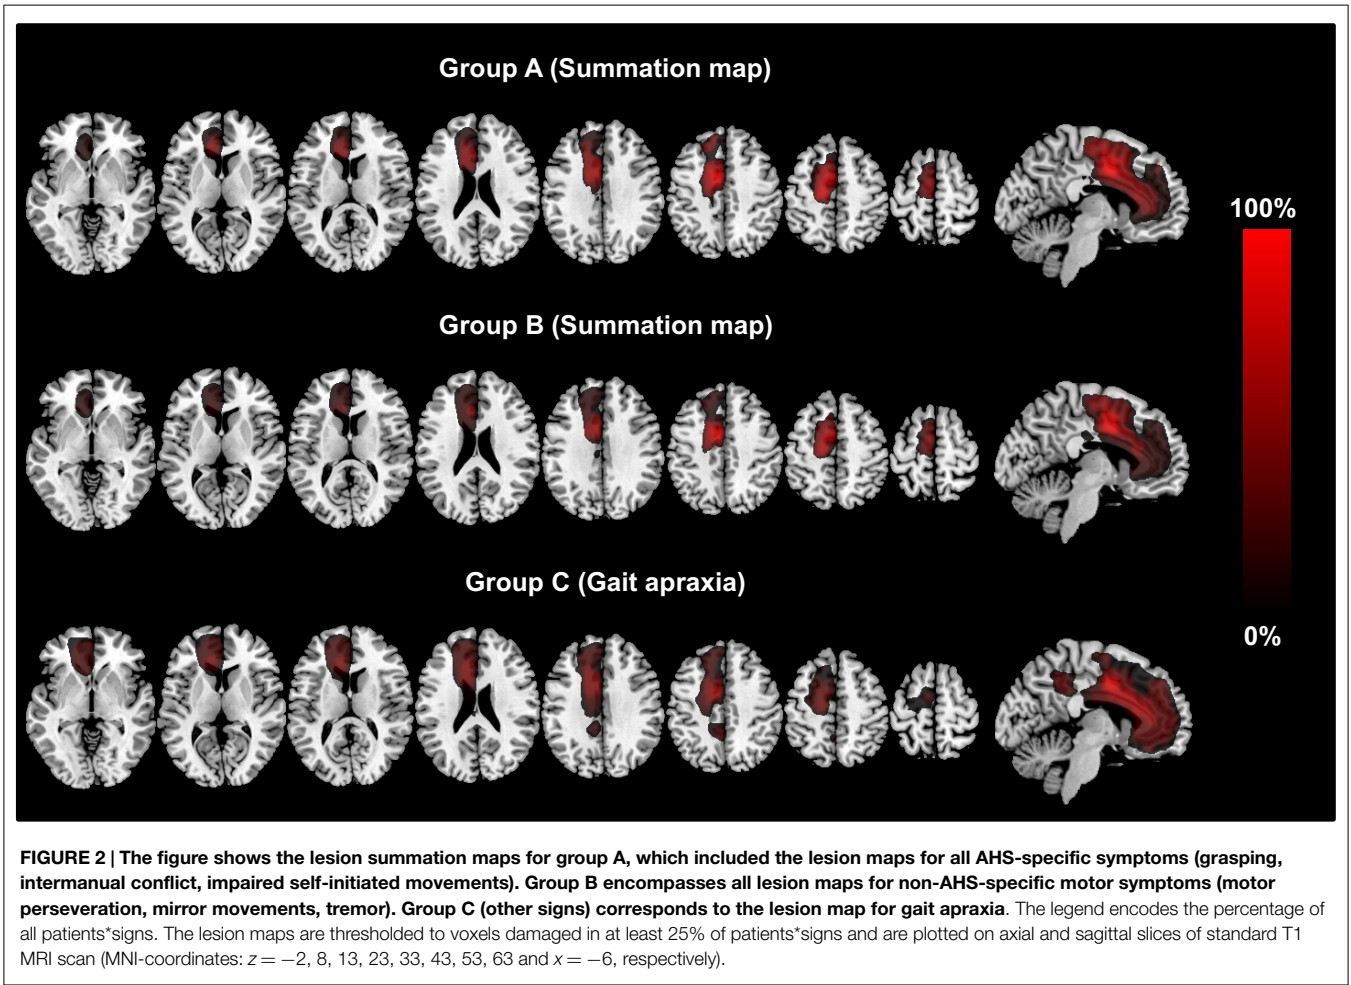 Group A (Summation map)
100%
Group B (Summation map)
Group C (Gait apraxia)
0%
FIGURE 2 | The figure shows the lesion summation maps for group A, which included the lesion maps for all AHS-specific symptoms (grasping,
intermanual conflict, impaired self-initiated movements). Group B encompasses all lesion maps for non-AHS-specific motor symptoms (motor
perseveration, mirror movements, tremor). Group C (other signs) corresponds to the lesion map for gait apraxia. The legend encodes the percentage of
all patients*signs. The lesion maps are thresholded to voxels damaged in at least 25% of patients*signs and are plotted on axial and sagittal slices of standard T1
MRI scan (MNI-coordinates: z = −2, 8, 13, 23, 33, 43, 53, 63 and x = −6, respectively).